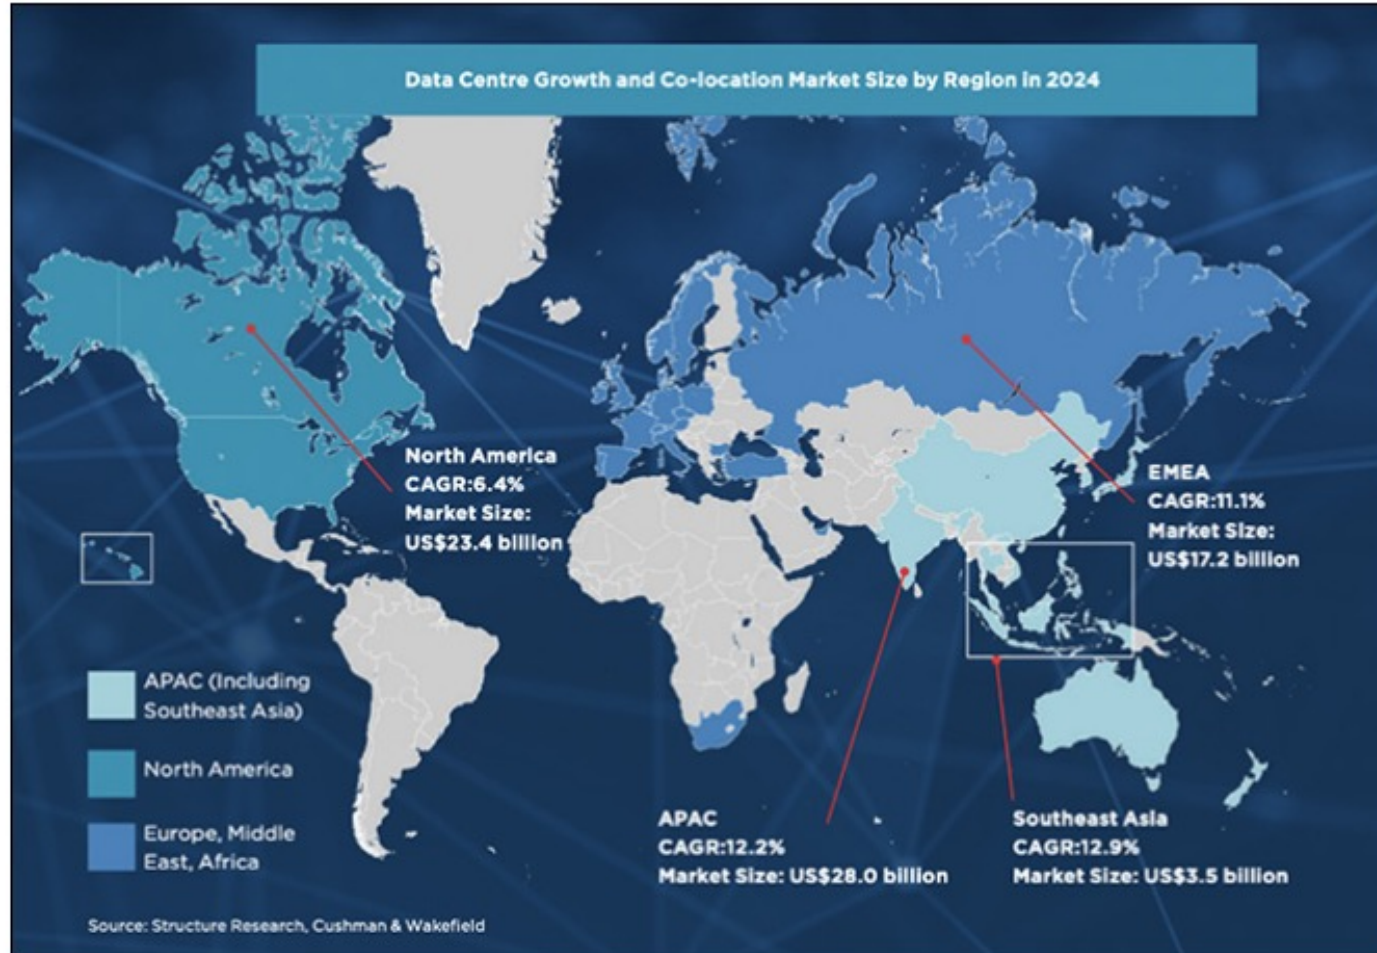 Data Centre Growth and Co-location Market Size by Region in 2024
North America
CAGR:6.4%
Market Size:
US$23.4 billion
EMEA
CAGR:11.1%
Market Size:
US$17.2 billion
APAC (Including
Southeast Asia)
North America
Europe, Middle
East, Africa
APAC
CAGR:12.2%
Market Size: US$28.0 billion
Southeast Asia
CAGR:12.9%
Market Size: US$3.5 billion
Source: Structure Research, Cushman & Wakefield